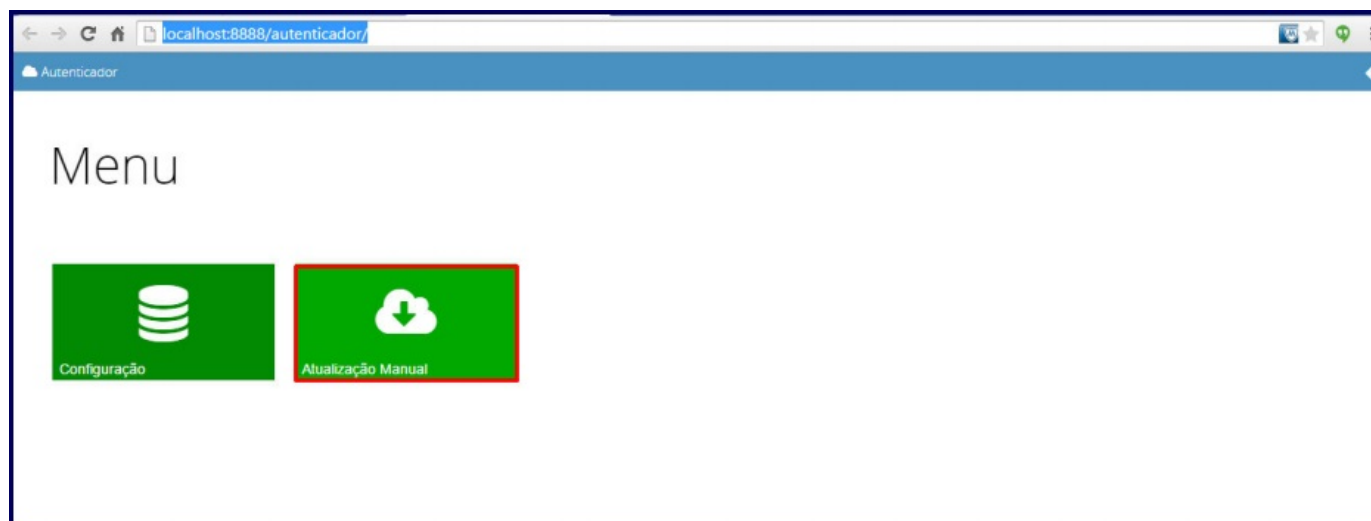 localhost:8888/autenticador/
Autenticador
Menu
Configuração
Atualização Manual